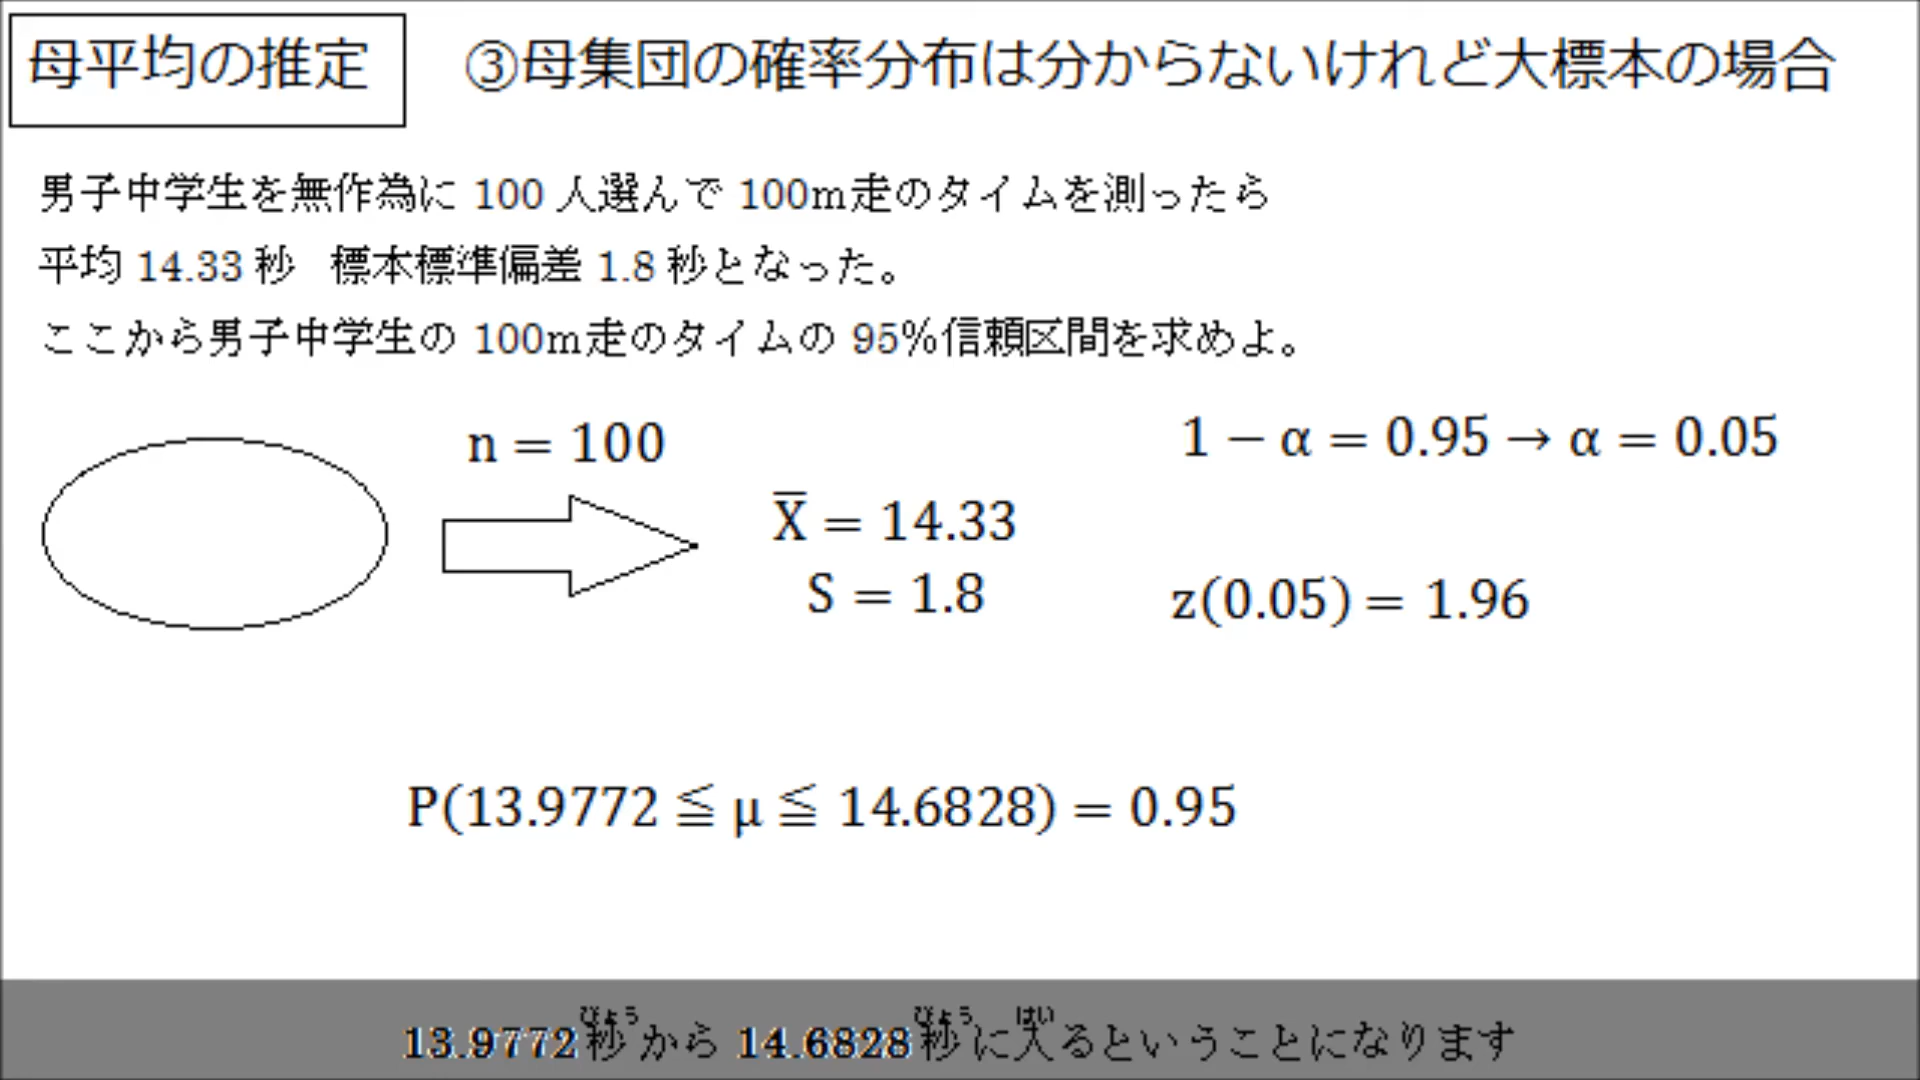 母平均の推定 ③母集団の確率分布は分からないけれど大標本の場合
男子中学生を無作為に 100 人選んで 100m走のタイムを測ったら
平均 14.33 秒 標本標準偏差 1.8 秒となった。
ここから男子中学生の 100m走のタイムの 95%信頼区間を求めよ。
n = 100
1 − α = 0.95 → α = 0.05
X̅ = 14.33
S = 1.8
z(0.05) = 1.96
P(13.9772 ≦ μ ≦ 14.6828) = 0.95
びょう びょう はい
13.9772秒から 14.6828秒に入るということになります